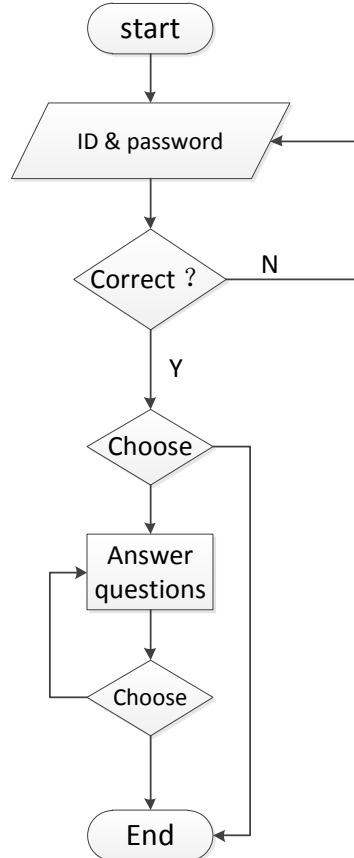 start
ID & password
Correct ？
N
Y
Choose
Answer
questions
Choose
End